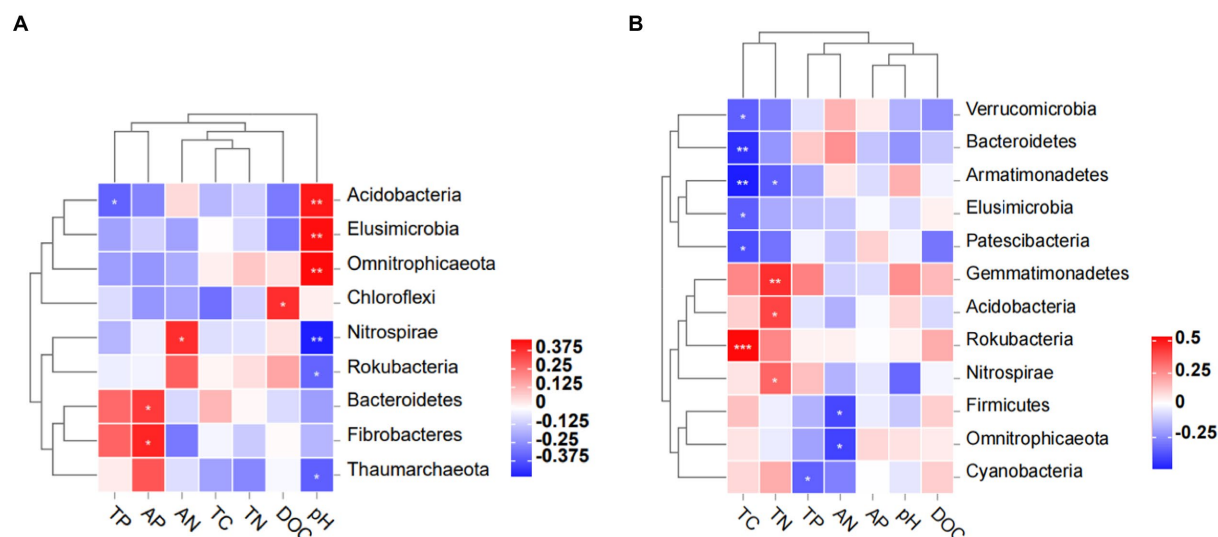 A
* ** Acidobacteria
** Elusimicrobia
** Omnitrophicaeota
* Chloroflexi
* ** Nitrospirae
* Rokubacteria
* Bacteroidetes
* Fibrobacteres
* Thaumarchaeota
TP AP AN TC TN DOC pH
0.375
0.25
0.125
0
-0.125
-0.25
-0.375
B
* Verrucomicrobia
** Bacteroidetes
** * Armatimonadetes
* Elusimicrobia
* Patescibacteria
** Gemmatimonadetes
* Acidobacteria
*** Rokubacteria
* Nitrospirae
* Firmicutes
* Omnitrophicaeota
* Cyanobacteria
TC TN TP AN AP pH DOC
0.5
0.25
0
-0.25